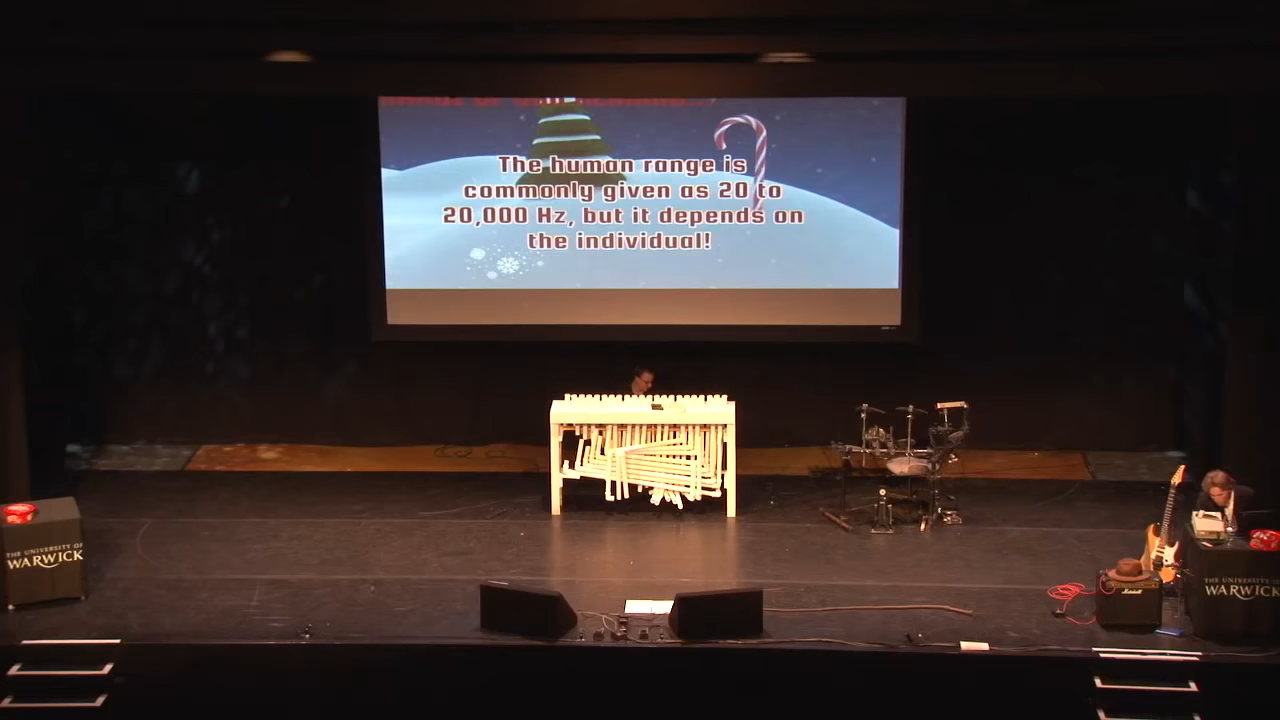 The human range is
commonly given as 20 to
20,000 Hz, but it depends on
the individual!
THE UNIVERSITY OF
WARWICK
Marshall
THE UNIVERSITY OF
WARWICK